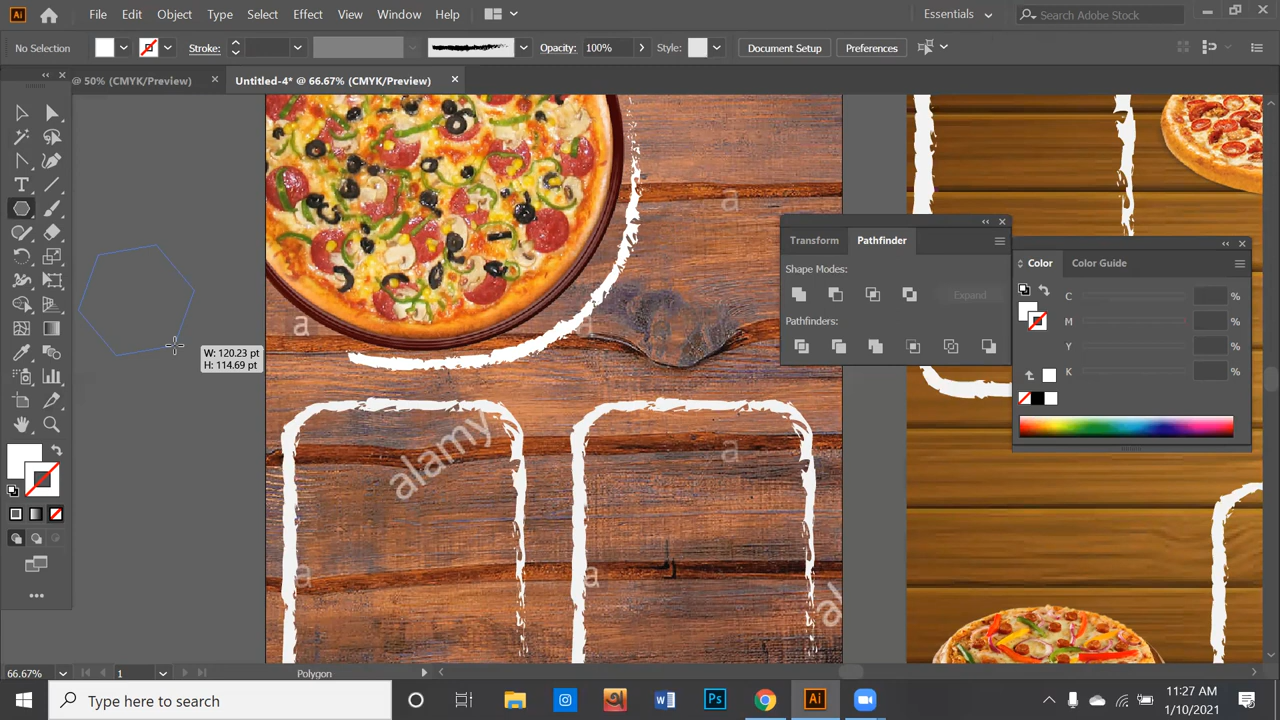 File Edit Object Type Select Effect View Window Help
Essentials
Search Adobe Stock
No Selection
Stroke:
Opacity: 100%
Style:
Document Setup
Preferences
@ 50% (CMYK/Preview)
Untitled-4* @ 66.67% (CMYK/Preview)
W: 120.23 pt
H: 114.69 pt
a
a
alamy
a
a
a
Transform
Pathfinder
Shape Modes:
Expand
Pathfinders:
Color
Color Guide
C %
M %
Y %
K %
66.67%
1
Polygon
Type here to search
Ps
Ai
11:27 AM
1/10/2021